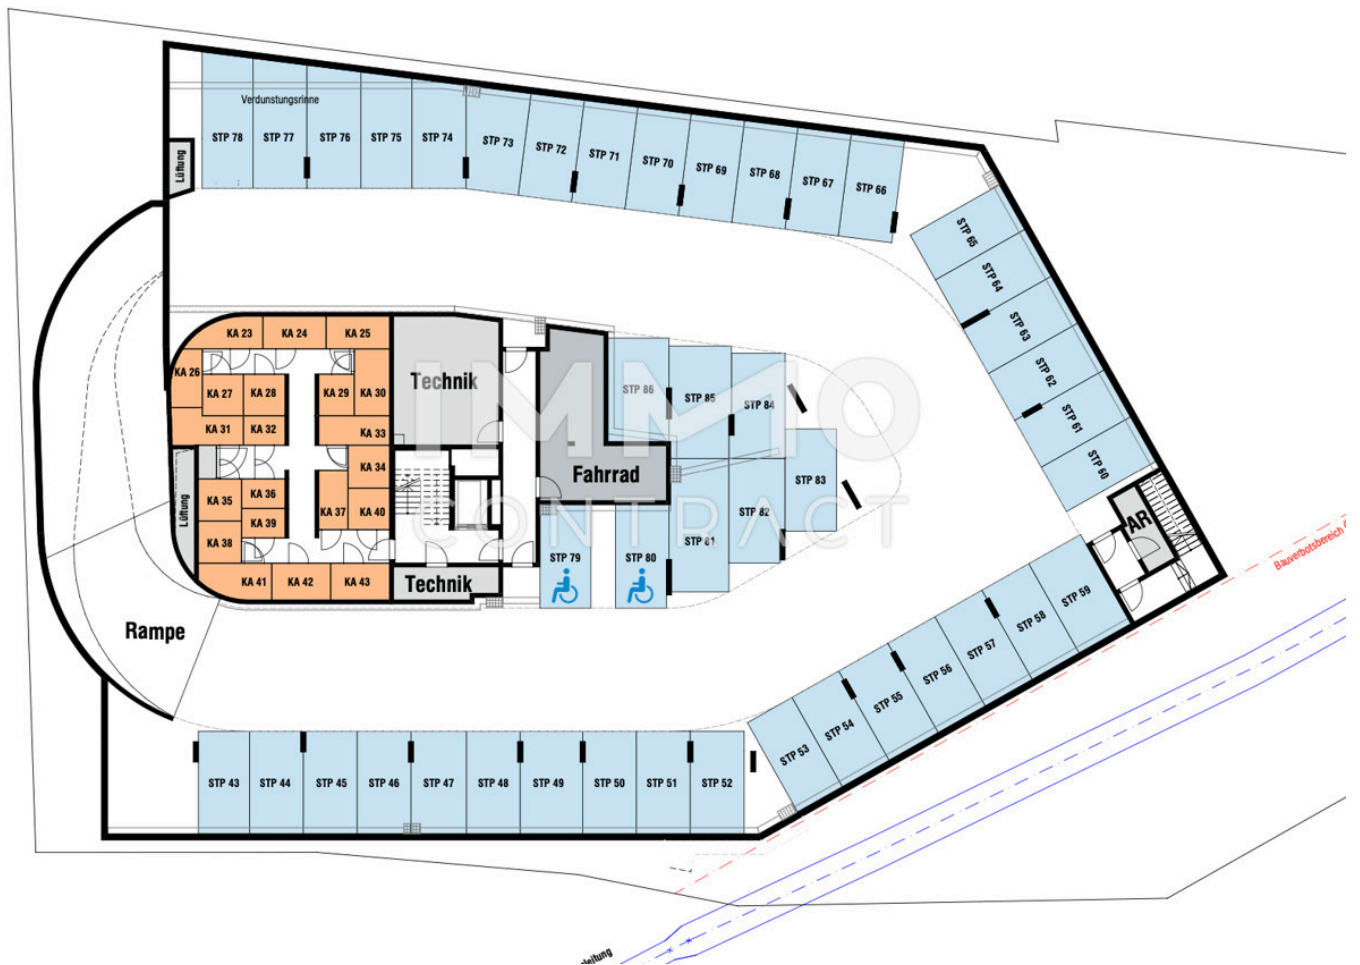 Verdunstungsrinne
STP 78
STP 77
STP 76
STP 75
STP 74
STP 73
STP 72
STP 71
STP 70
STP 69
STP 68
STP 67
STP 66
Lüftung
STP 65
STP 64
STP 63
STP 62
STP 61
STP 60
KA 23
KA 24
KA 25
KA 26
KA 27
KA 28
KA 29
KA 30
KA 31
KA 32
KA 33
KA 34
KA 35
KA 36
KA 37
KA 40
KA 39
KA 38
KA 41
KA 42
KA 43
Lüftung
Technik
Technik
Fahrrad
STP 86
STP 85
STP 84
STP 83
STP 82
STP 81
STP 79
STP 80
IMMO
CONTRACT
AR
Rampe
STP 59
STP 58
STP 57
STP 56
STP 55
STP 54
STP 53
STP 43
STP 44
STP 45
STP 46
STP 47
STP 48
STP 49
STP 50
STP 51
STP 52
Bauverbotsbereich